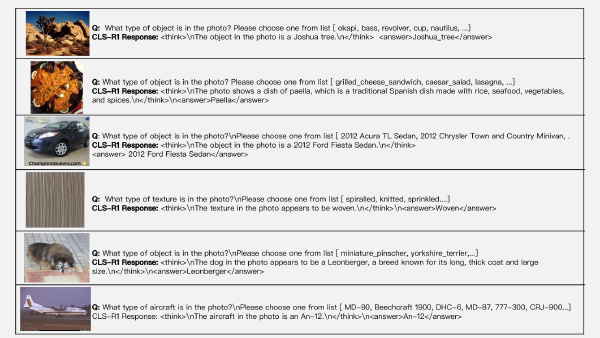 Q: What type of object is in the photo? Please choose one from list [ okapi, bass, revolver, cup, nautilus, ...]
CLS-R1 Response: <think>\nThe object in the photo is a Joshua tree.\n</think> <answer>Joshua_tree</answer>
Q: What type of object is in the photo? Please choose one from list [ grilled_cheese_sandwich, caesar_salad, lasagna, ...]
CLS-R1 Response: <think>\nThe photo shows a dish of paella, which is a traditional Spanish dish made with rice, seafood, vegetables,
and spices.\n</think>\n<answer>Paella</answer>
Q: What type of object is in the photo?\nPlease choose one from list [ 2012 Acura TL Sedan, 2012 Chrysler Town and Country Minivan, .
CLS-R1 Response: <think>\nThe object in the photo is a 2012 Ford Fiesta Sedan.\n</think>
<answer> 2012 Ford Fiesta Sedan</answer>
Championdealers.com
Q: What type of texture is in the photo?\nPlease choose one from list [ spiralled, knitted, sprinkled....]
CLS-R1 Response: <think>\nThe texture in the photo appears to be woven.\n</think>\n<answer>Woven</answer>
Q: What type of object is in the photo?\nPlease choose one from list [ miniature_pinscher, yorkshire_terrier,...]
CLS-R1 Response: <think>\nThe dog in the photo appears to be a Leonberger, a breed known for its long, thick coat and large
size.\n</think>\n<answer>Leonberger</answer>
Q: What type of aircraft is in the photo?\nPlease choose one from list [ MD-90, Beechcraft 1900, DHC-6, MD-87, 777-300, CRJ-900...]
CLS-R1 Response: <think>\nThe aircraft in the photo is an An-12.\n</think>\n<answer>An-12</answer>